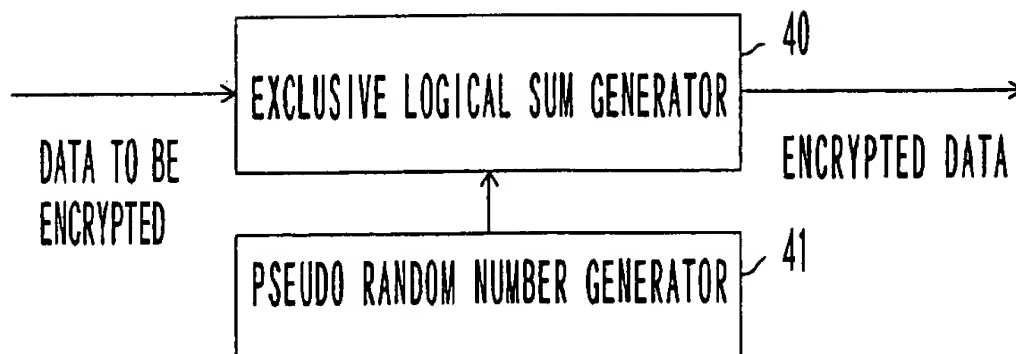 40
EXCLUSIVE LOGICAL SUM GENERATOR
DATA TO BE
ENCRYPTED
ENCRYPTED DATA
41
PSEUDO RANDOM NUMBER GENERATOR